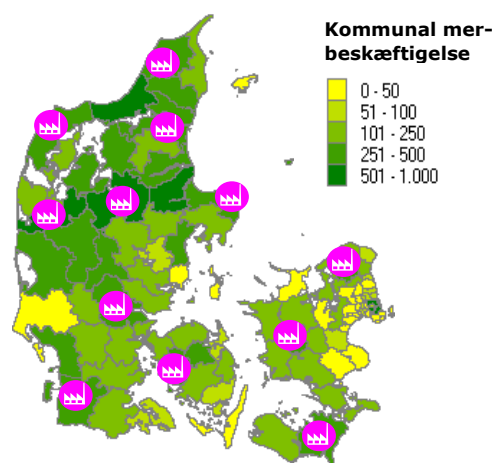 Kommunal mer-
beskæftigelse
0 - 50
51 - 100
101 - 250
251 - 500
501 - 1.000